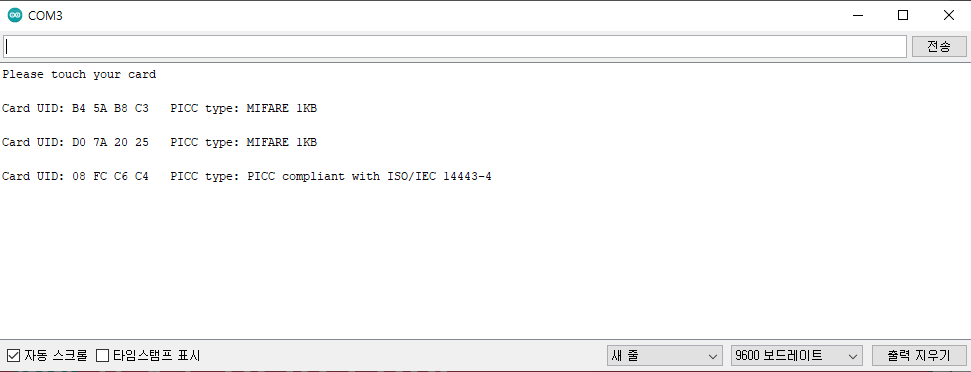 COM3
전송
Please touch your card
Card UID: B4 5A B8 C3   PICC type: MIFARE 1KB
Card UID: D0 7A 20 25   PICC type: MIFARE 1KB
Card UID: 08 FC C6 C4   PICC type: PICC compliant with ISO/IEC 14443-4
자동 스크롤 타임스탬프 표시 새 줄 9600 보드레이트 출력 지우기